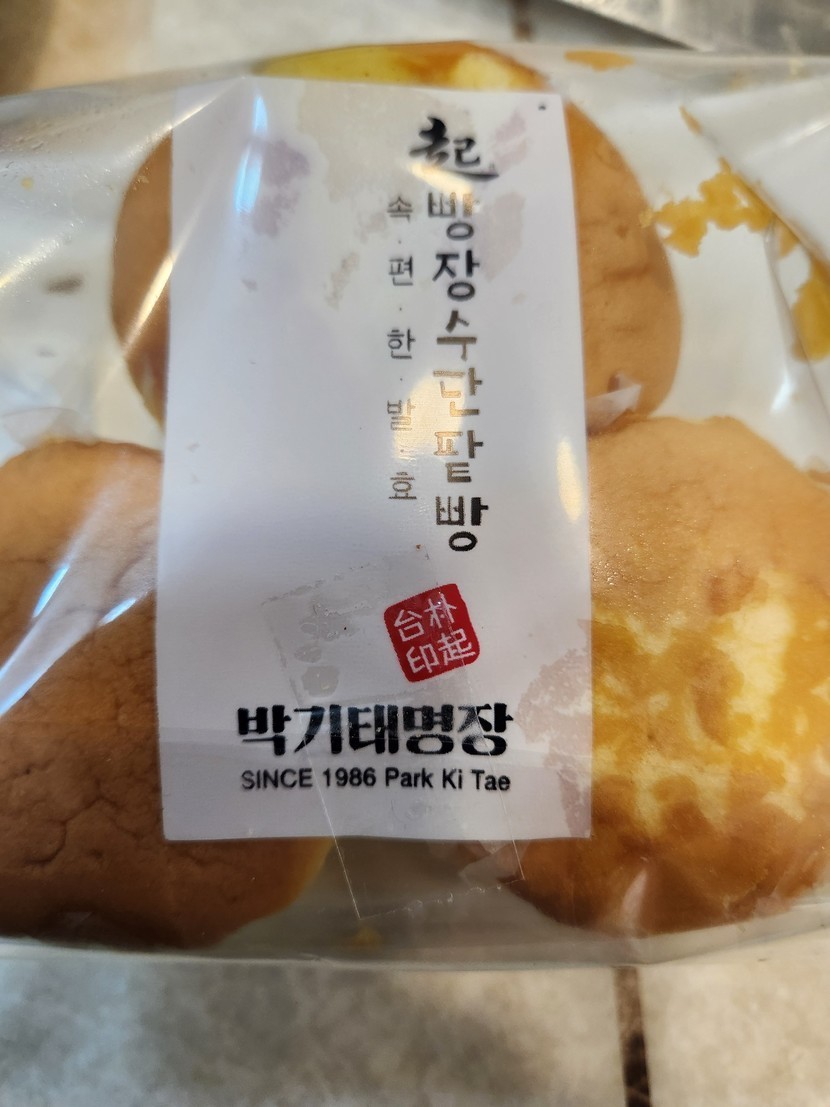 起
빵장수단팥빵
속·편·한·발·효
朴起
台印
박기태명장
SINCE 1986 Park Ki Tae